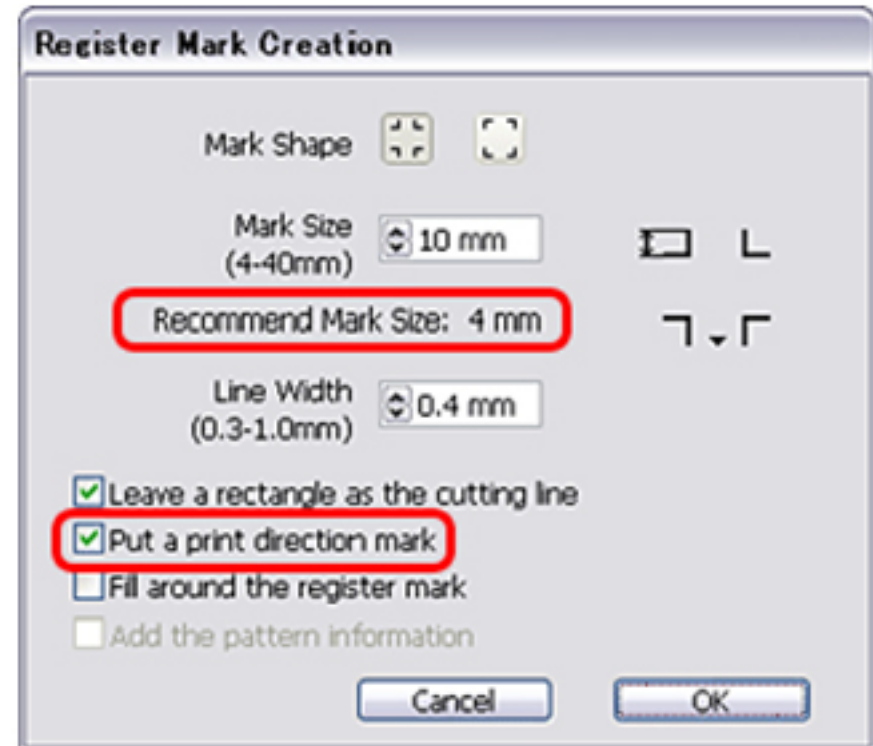 Register Mark Creation
Mark Shape
Mark Size
(4-40mm)
10 mm
Recommend Mark Size: 4 mm
Line Width
(0.3-1.0mm)
0.4 mm
Leave a rectangle as the cutting line
Put a print direction mark
Fill around the register mark
Add the pattern information
Cancel
OK